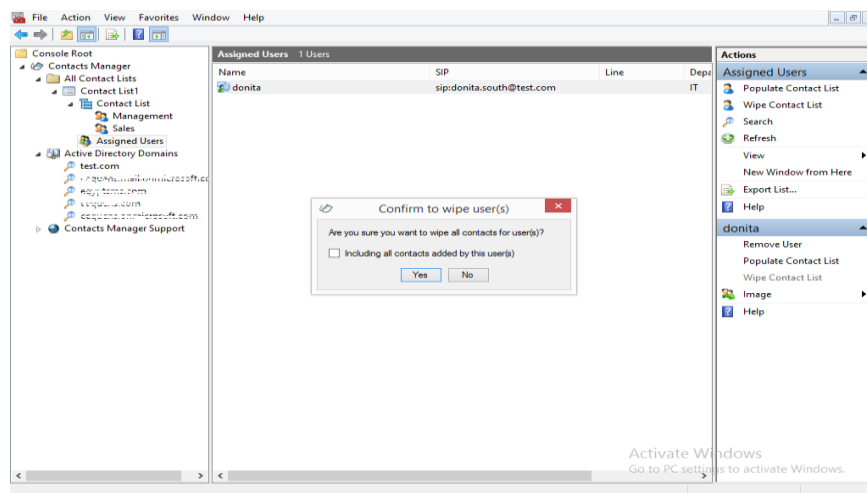 File Action View Favorites Window Help
Console Root
Contacts Manager
All Contact Lists
Contact List1
Contact List
Management
Sales
Assigned Users
Active Directory Domains
test.com
Contacts Manager Support
Assigned Users 1 Users
Name SIP Line Depa
donita sip:donita.south@test.com IT
Confirm to wipe user(s)
Are you sure you want to wipe all contacts for user(s)?
Including all contacts added by this user(s)
Yes No
Actions
Assigned Users
Populate Contact List
Wipe Contact List
Search
Refresh
View
New Window from Here
Export List...
Help
donita
Remove User
Populate Contact List
Wipe Contact List
Image
Help
Activate Windows
Go to PC settings to activate Windows.